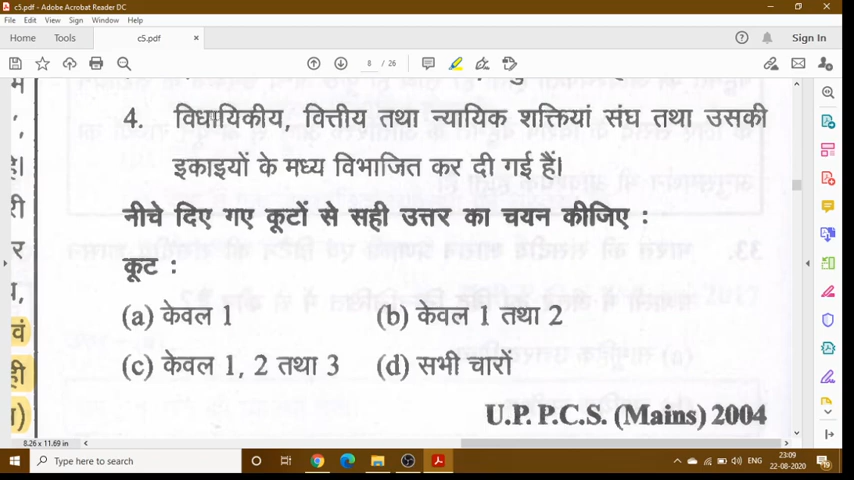 c5.pdf - Adobe Acrobat Reader DC
File Edit View Sign Window Help
Home Tools c5.pdf × Sign In
8 / 26
4. विधायिकीय, वित्तीय तथा न्यायिक शक्तियां संघ तथा उसकी
इकाइयों के मध्य विभाजित कर दी गई हैं।
नीचे दिए गए कूटों से सही उत्तर का चयन कीजिए :
कूट :
(a) केवल 1 (b) केवल 1 तथा 2
(c) केवल 1, 2 तथा 3 (d) सभी चारों
U.P. P.C.S. (Mains) 2004
8.26 x 11.69 in
Type here to search
ENG
23:09
22-08-2020